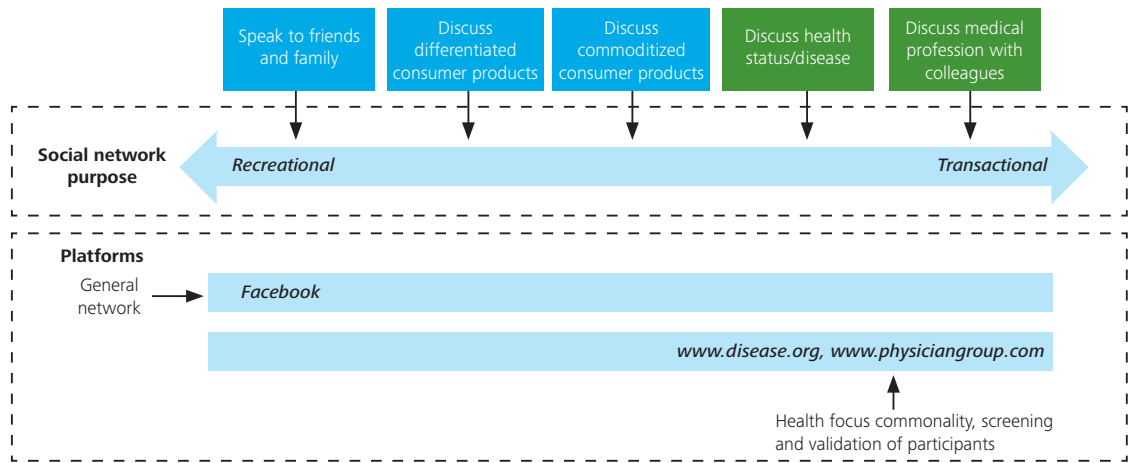 Speak to friends
and family
Discuss
differentiated
consumer products
Discuss
commoditized
consumer products
Discuss health
status/disease
Discuss medical
profession with
colleagues
Social network
purpose
Recreational
Transactional
Platforms
General
network
Facebook
www.disease.org, www.physiciangroup.com
Health focus commonality, screening
and validation of participants